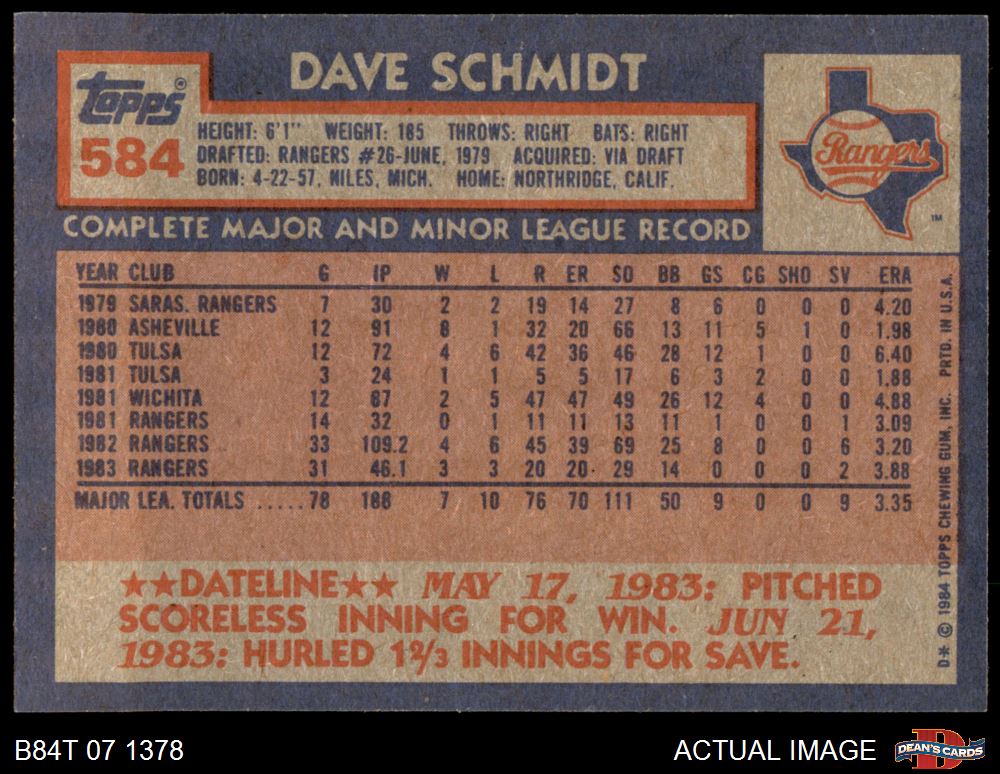 DAVE SCHMIDT
topps®
584
HEIGHT: 6'1" WEIGHT: 185 THROWS: RIGHT BATS: RIGHT
DRAFTED: RANGERS #26-JUNE, 1979 ACQUIRED: VIA DRAFT
BORN: 4-22-57, NILES, MICH. HOME: NORTHRIDGE, CALIF.
Rangers
TM
COMPLETE MAJOR AND MINOR LEAGUE RECORD
YEAR CLUB G IP W L R ER SO BB GS CG SHO SV ERA
1979 SARAS. RANGERS 7 30 2 2 19 14 27 8 6 0 0 0 4.20
1980 ASHEVILLE 12 91 8 1 32 20 66 13 11 5 1 0 1.98
1980 TULSA 12 72 4 6 42 36 46 28 12 1 0 0 6.40
1981 TULSA 3 24 1 1 5 5 17 6 3 2 0 0 1.88
1981 WICHITA 12 87 2 5 47 47 49 26 12 4 0 0 4.88
1981 RANGERS 14 32 0 1 11 11 13 11 1 0 0 1 3.09
1982 RANGERS 33 109.2 4 6 45 39 69 25 8 0 0 6 3.20
1983 RANGERS 31 46.1 3 3 20 20 29 14 0 0 0 2 3.88
MAJOR LEA. TOTALS .....78 188 7 10 76 70 111 50 9 0 0 9 3.35
★★DATELINE★★ MAY 17, 1983: PITCHED
SCORELESS INNING FOR WIN. JUN 21,
1983: HURLED 1 2/3 INNINGS FOR SAVE.
D* © 1984 TOPPS CHEWING GUM, INC. PRTD. IN U.S.A.
B84T 07 1378
ACTUAL IMAGE
DEAN'S CARDS